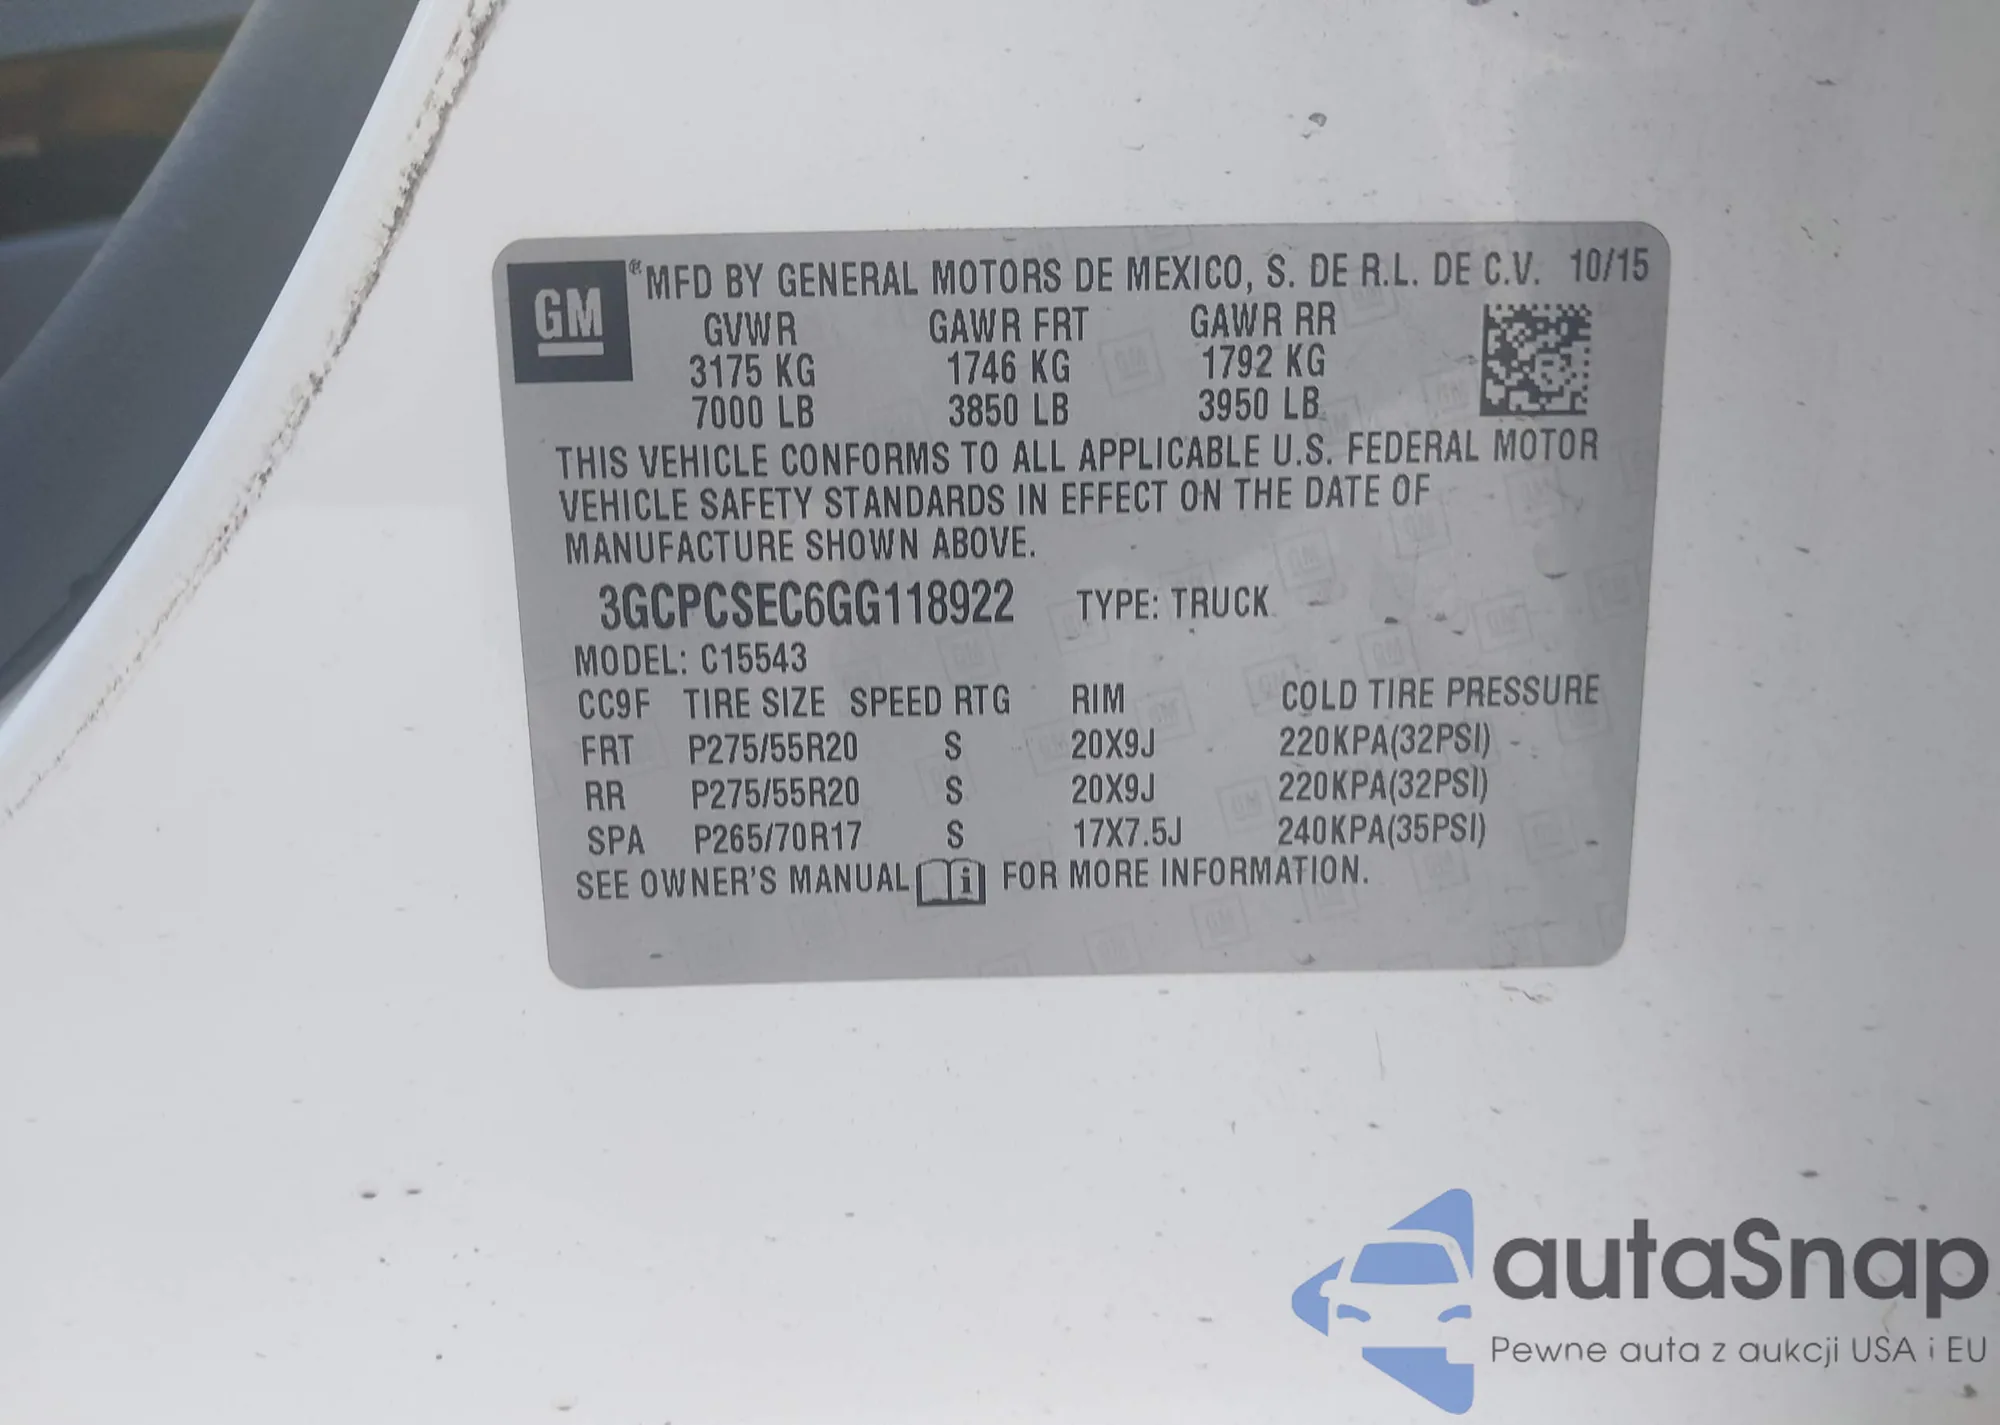 GM ® MFD BY GENERAL MOTORS DE MEXICO, S. DE R.L. DE C.V. 10/15
GVWR GAWR FRT GAWR RR
3175 KG 1746 KG 1792 KG
7000 LB 3850 LB 3950 LB
THIS VEHICLE CONFORMS TO ALL APPLICABLE U.S. FEDERAL MOTOR
VEHICLE SAFETY STANDARDS IN EFFECT ON THE DATE OF
MANUFACTURE SHOWN ABOVE.
3GCPCSEC6GG118922 TYPE: TRUCK
MODEL: C15543
CC9F TIRE SIZE SPEED RTG RIM COLD TIRE PRESSURE
FRT P275/55R20 S 20X9J 220KPA(32PSI)
RR P275/55R20 S 20X9J 220KPA(32PSI)
SPA P265/70R17 S 17X7.5J 240KPA(35PSI)
SEE OWNER'S MANUAL FOR MORE INFORMATION.
autaSnap
Pewne auta z aukcji USA i EU